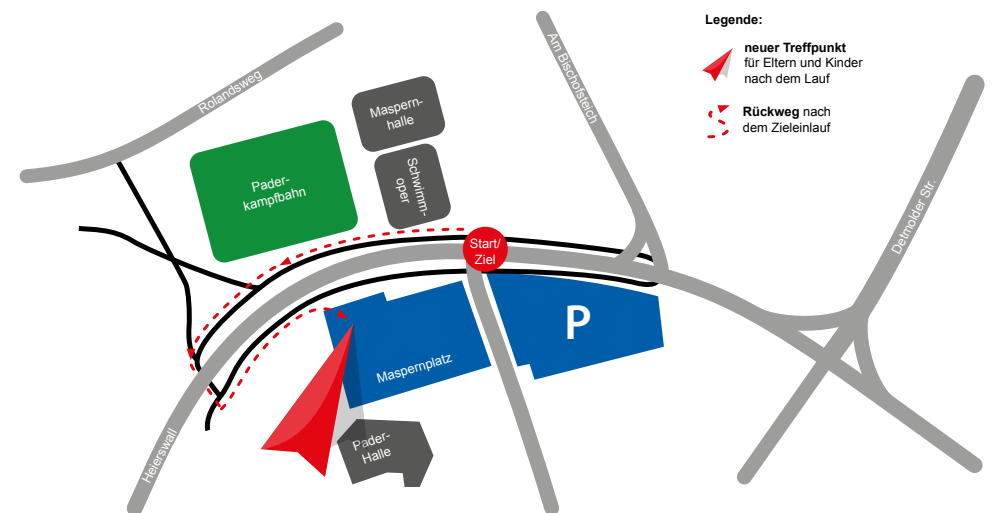 Legende:
neuer Treffpunkt
für Eltern und Kinder
nach dem Lauf
Rückweg nach
dem Zieleinlauf
Rolandsweg
Maspern-
halle
Am Bischofsteich
Pader-
kampfbahn
Schwimm-
oper
Detmolder Str.
Start/
Ziel
P
Maspernplatz
Heierswall
Pader-
Halle